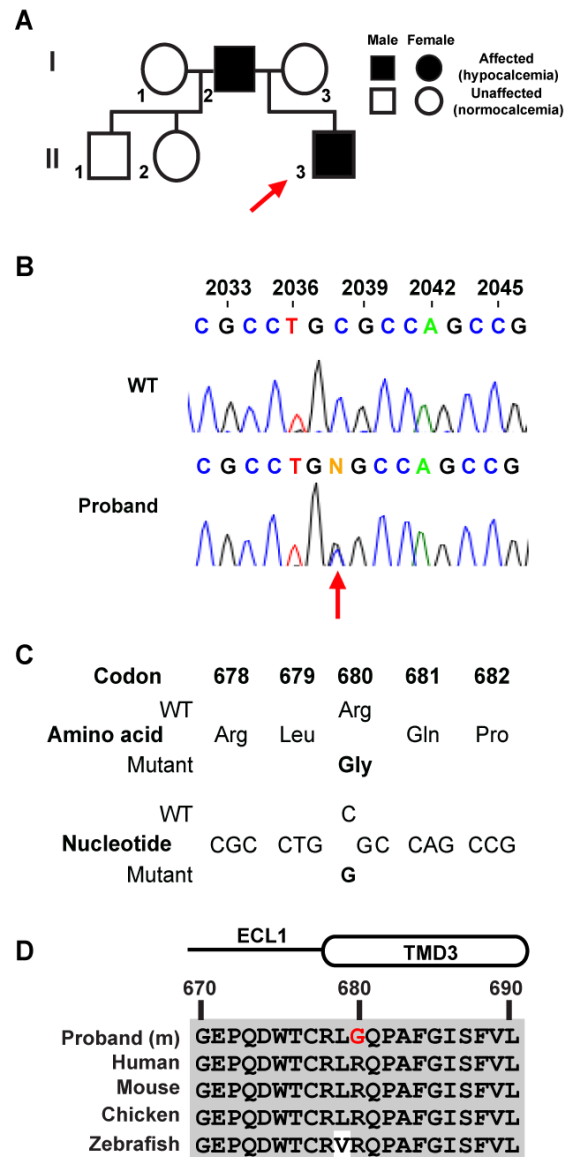 A
I
1
2
3
Male Female
Affected
(hypocalcemia)
Unaffected
(normocalcemia)
II
1
2
3
B
2033 2036 2039 2042 2045
C G C C T G C G C C A G C C G
WT
C G C C T G N G C C A G C C G
Proband
C
Codon 678 679 680 681 682
WT Arg
Amino acid Arg Leu Gln Pro
Mutant Gly
WT C
Nucleotide CGC CTG GC CAG CCG
Mutant G
D
ECL1 TMD3
670 680 690
Proband (m) GEPQDWTCRLGQPAFGISFVL
Human GEPQDWTCRLRQPAFGISFVL
Mouse GEPQDWTCRLRQPAFGISFVL
Chicken GEPQDWTCRLRQPAFGISFVL
Zebrafish GEPQDWTCRVRQPAFGISFVL